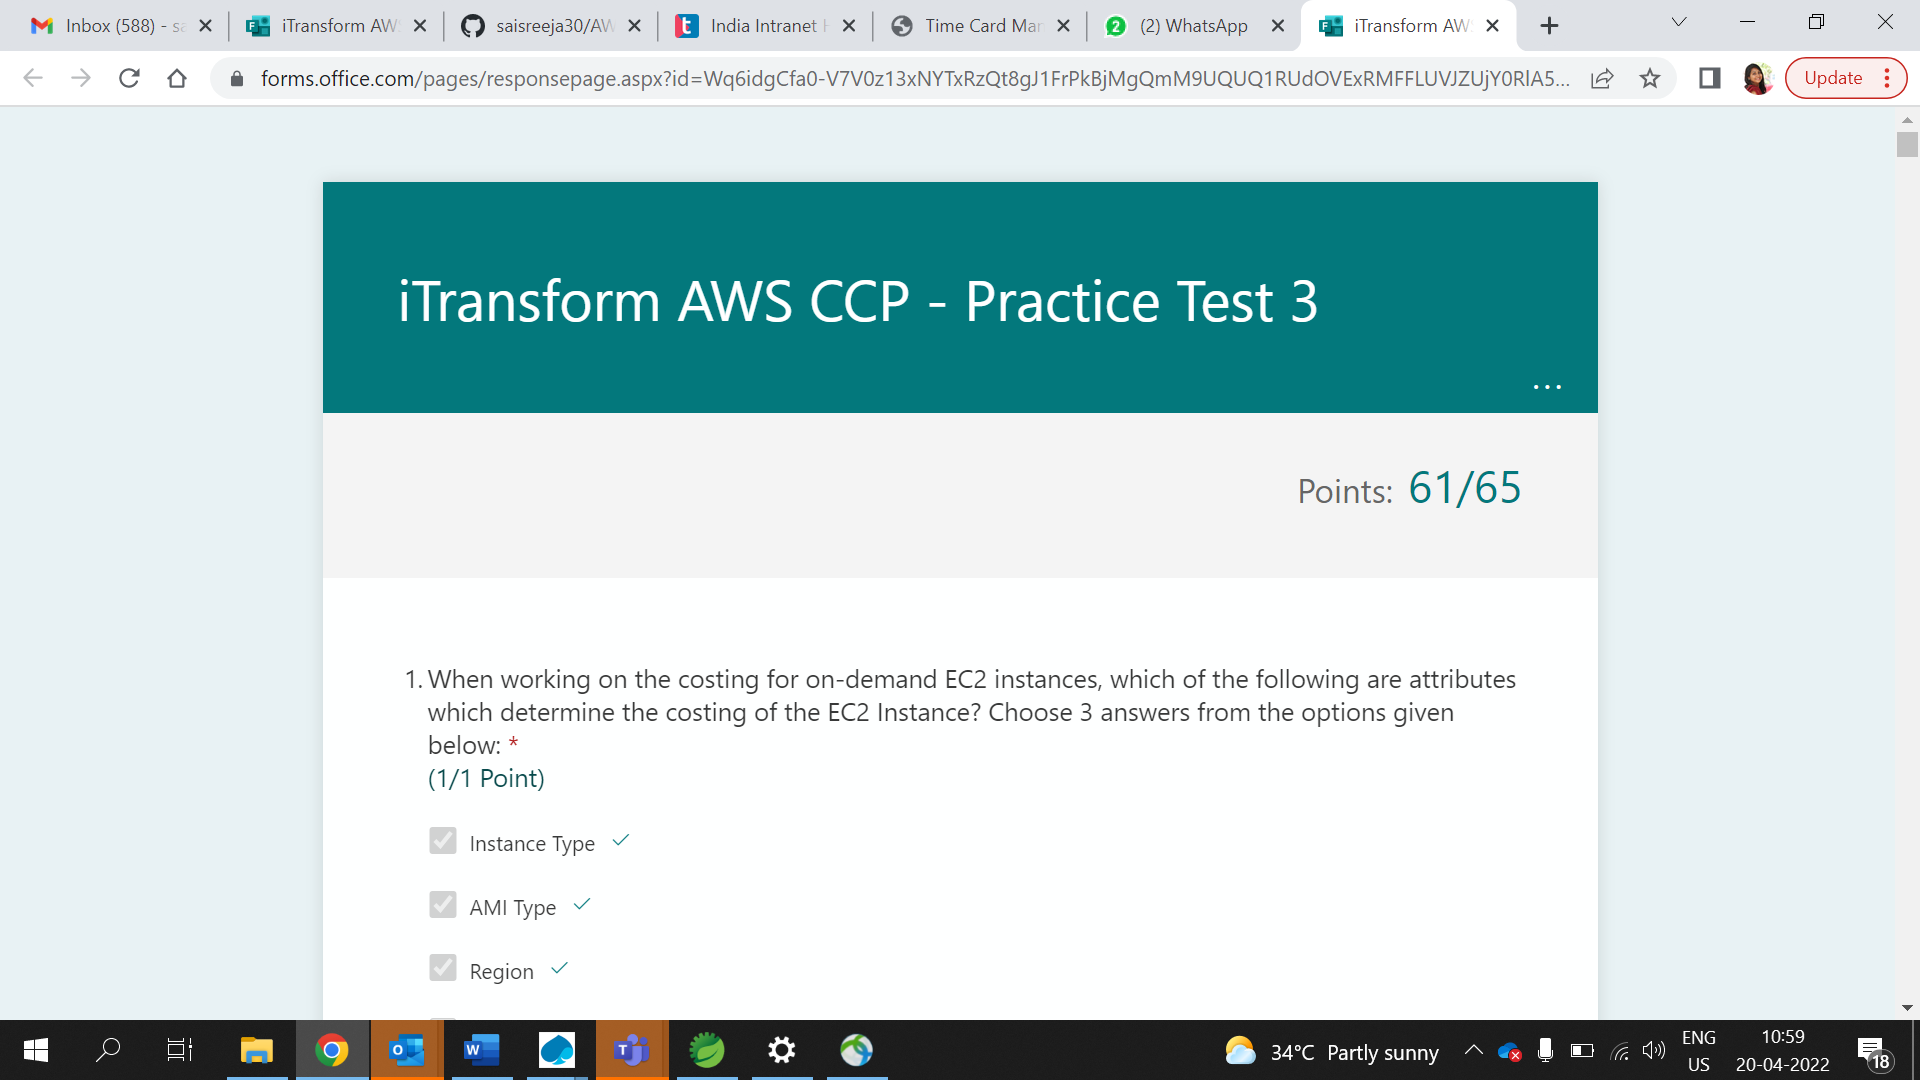 Inbox (588) - sa
iTransform AW
saisreeja30/AW
India Intranet H
Time Card Man
(2) WhatsApp
iTransform AW
forms.office.com/pages/responsepage.aspx?id=Wq6idgCfa0-V7V0z13xNYTxRzQt8gJ1FrPkBjMgQmM9UQUQ1RUdOVExRMFFLUVJZUjY0RlA5...
Update
iTransform AWS CCP - Practice Test 3
...
Points: 61/65
1. When working on the costing for on-demand EC2 instances, which of the following are attributes
which determine the costing of the EC2 Instance? Choose 3 answers from the options given
below: *
(1/1 Point)
Instance Type
AMI Type
Region
34°C Partly sunny
ENG
US
10:59
20-04-2022
18